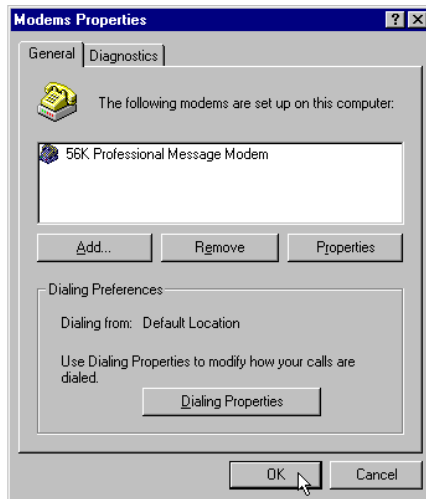 Modems Properties
General
Diagnostics
The following modems are set up on this computer:
56K Professional Message Modem
Add...
Remove
Properties
Dialing Preferences
Dialing from: Default Location
Use Dialing Properties to modify how your calls are
dialed.
Dialing Properties
OK
Cancel